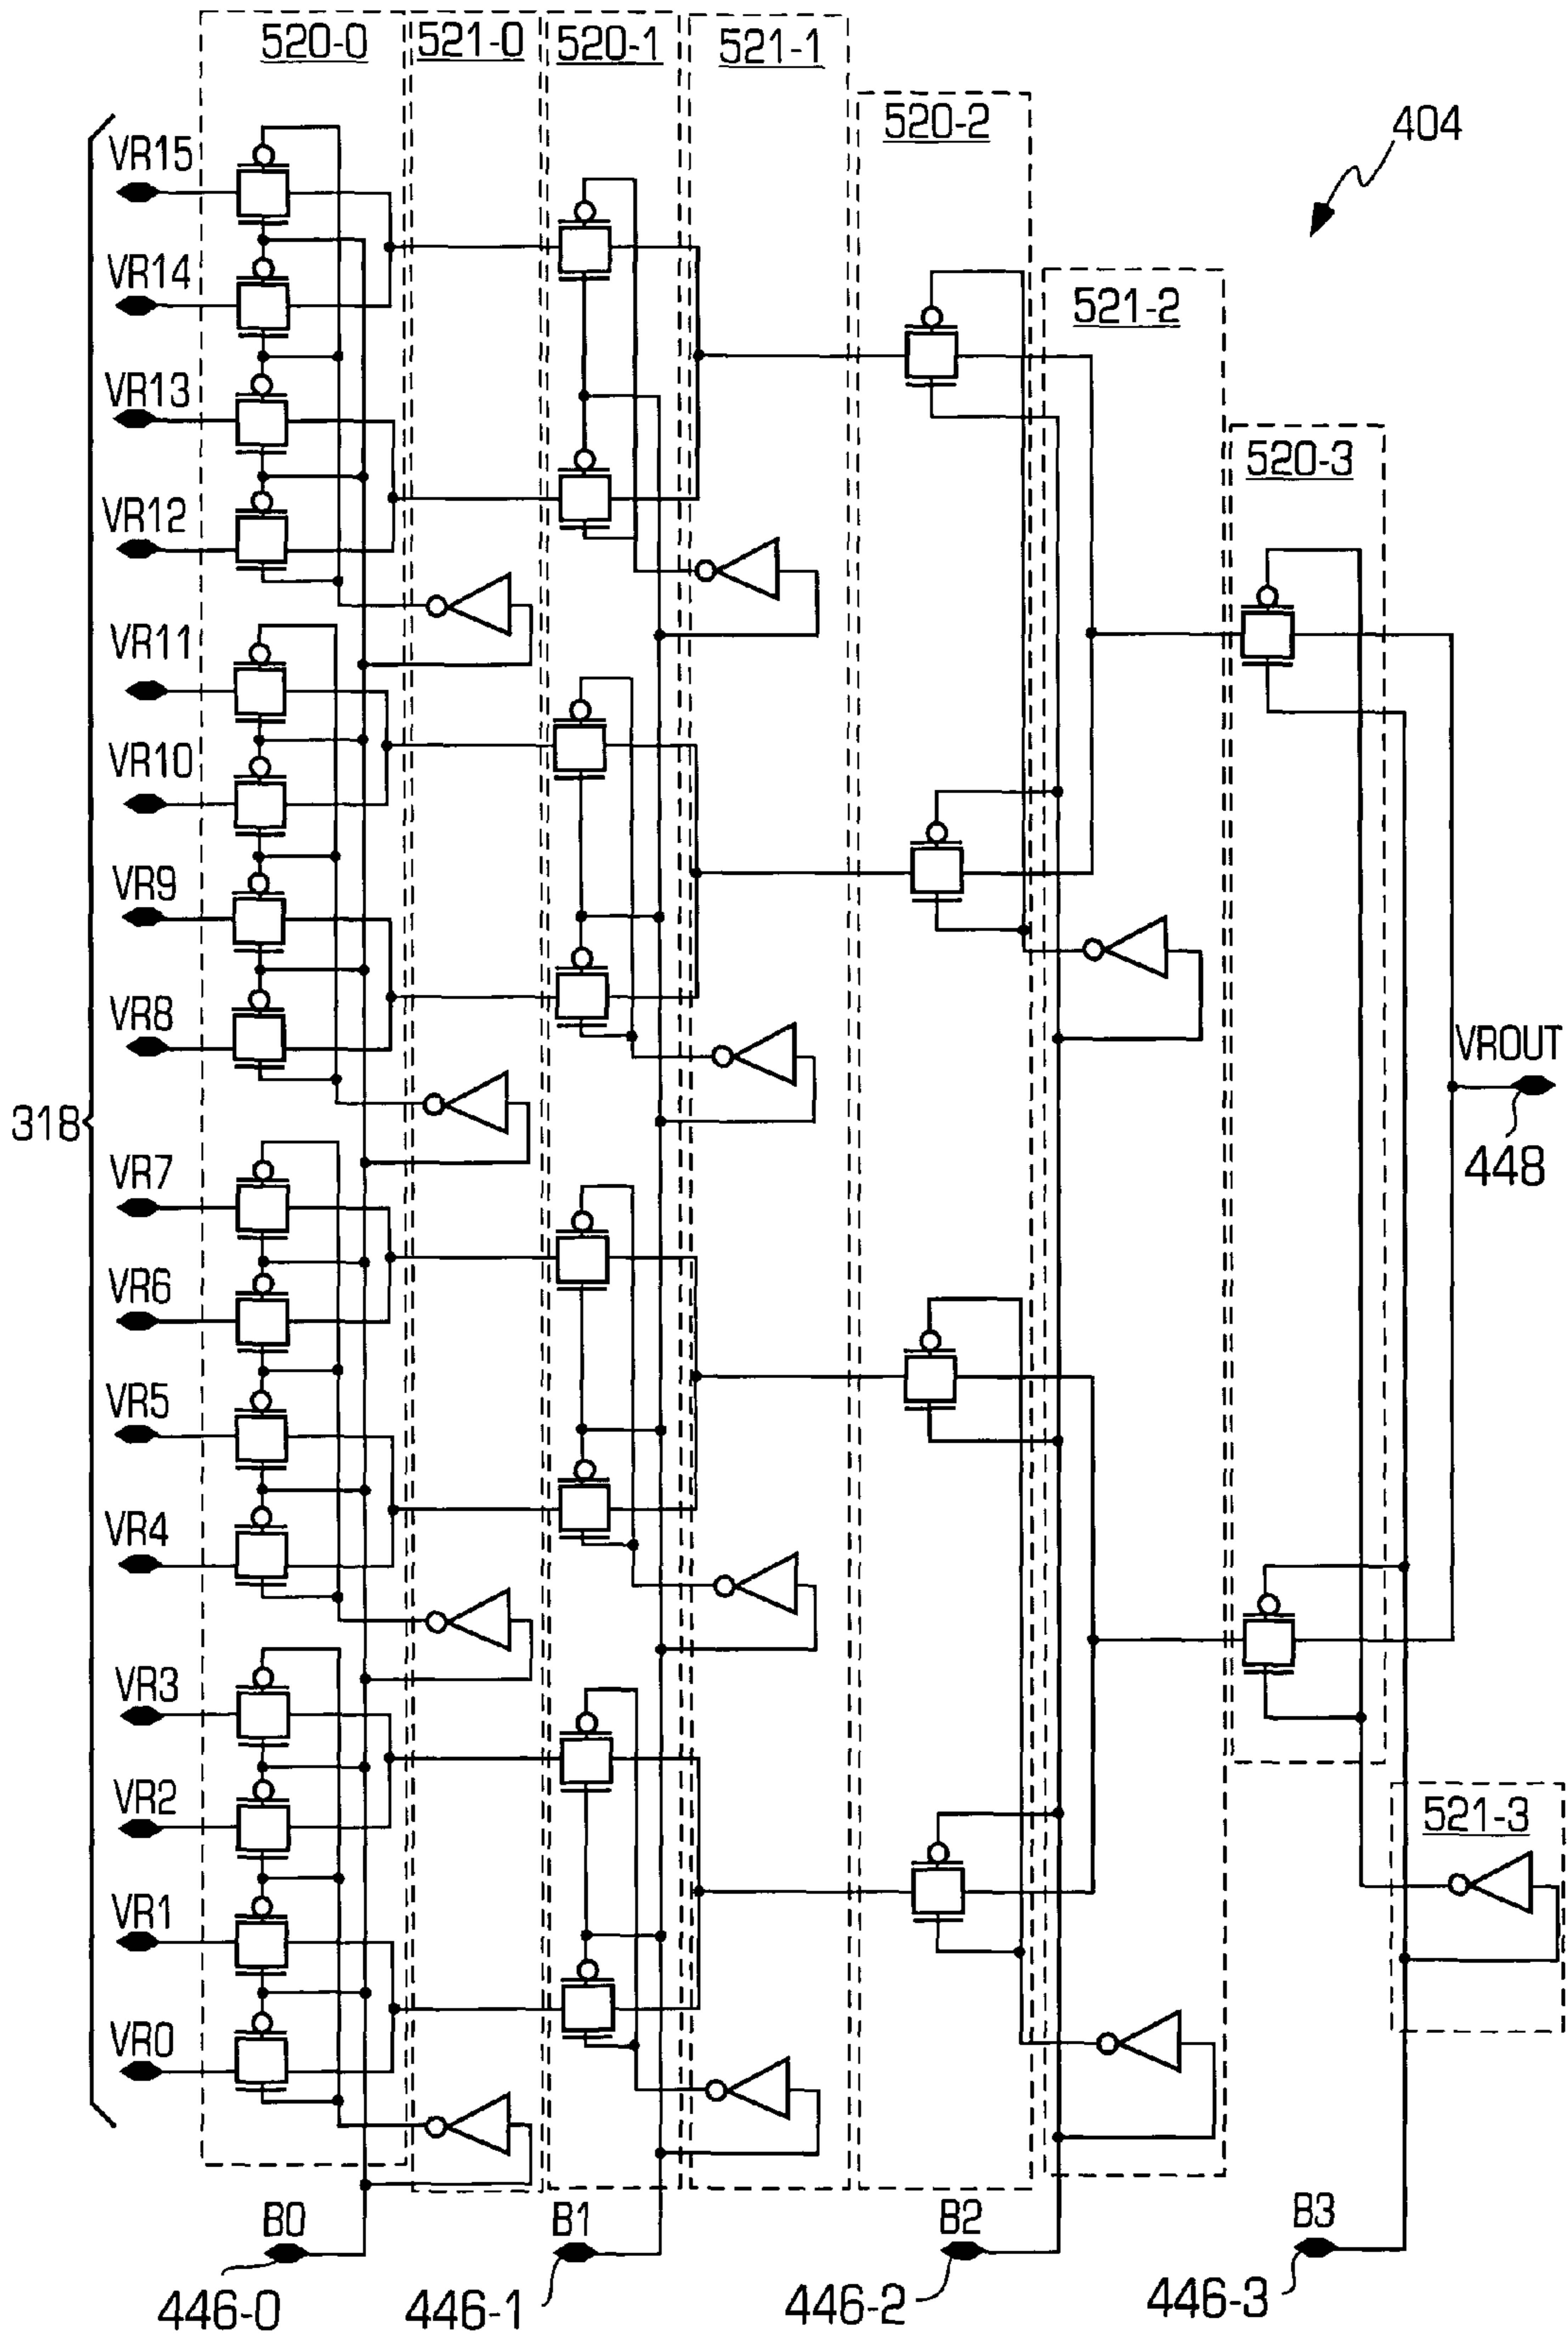 520-0
521-0
520-1
521-1
520-2
404
VR15
VR14
521-2
VR13
520-3
VR12
VR11
VR10
VR9
VR8
VROUT
318
448
VR7
VR6
VR5
VR4
VR3
VR2
521-3
VR1
VR0
B0
B1
B2
B3
446-0
446-1
446-2
446-3